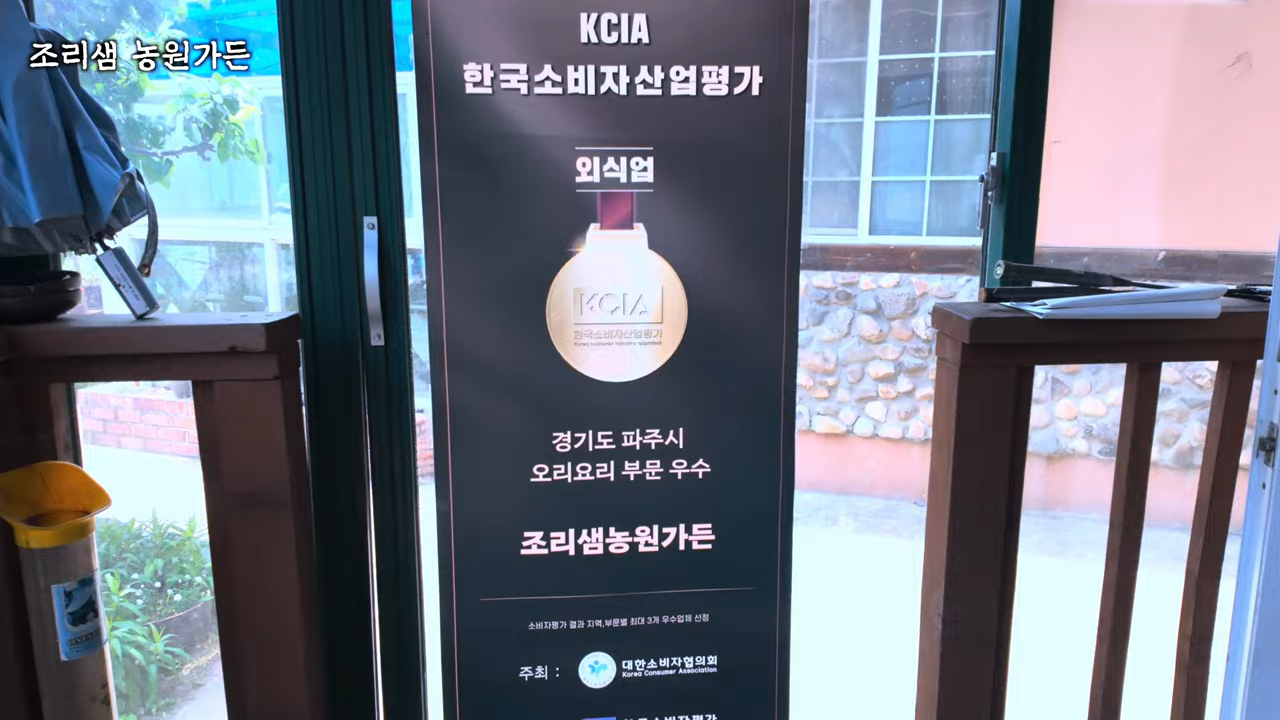 조리샘 농원가든
KCIA
한국소비자산업평가
외식업
KCIA
한국소비자산업평가
Korea customer industry appraisal
경기도 파주시
오리요리 부문 우수
조리샘농원가든
소비자평가 결과 지역,부문별 최대 3개 우수업체 선정
주최 :
대한소비자협의회
Korea Consumer Association